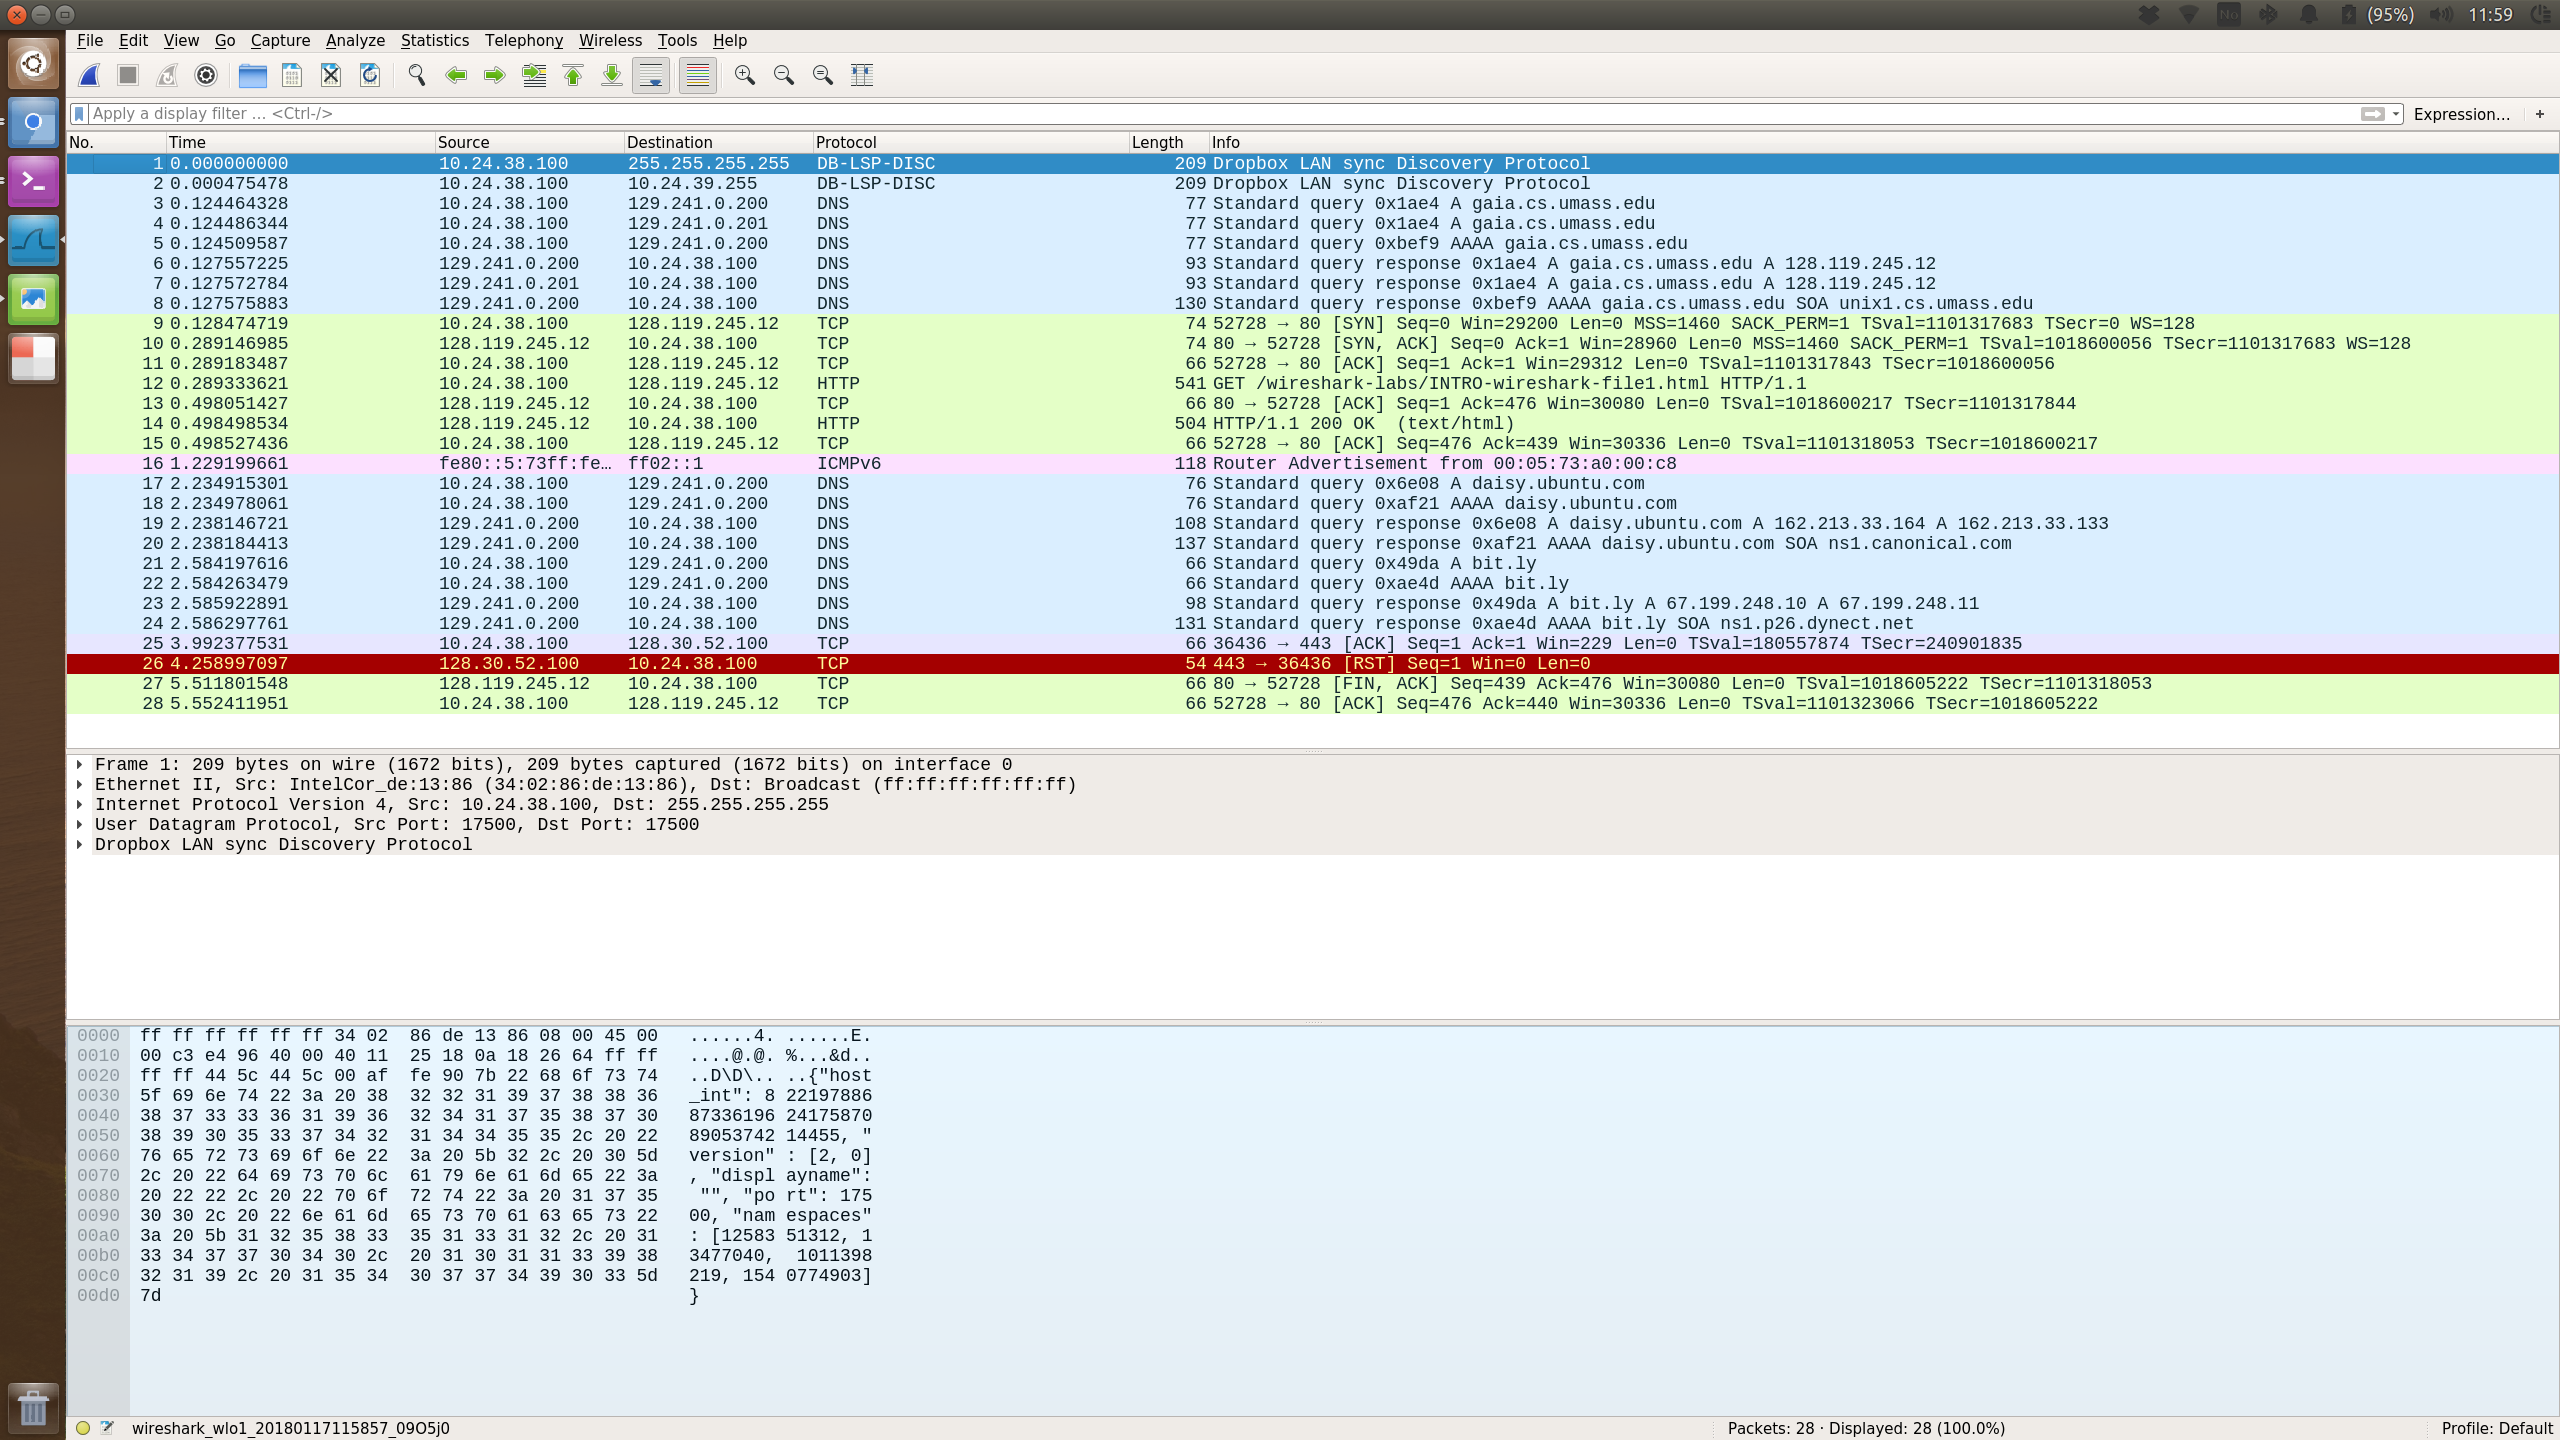 (95%) 11:59
File Edit View Go Capture Analyze Statistics Telephony Wireless Tools Help
Apply a display filter ... <Ctrl-/> Expression... +
No. Time Source Destination Protocol Length Info
1 0.000000000 10.24.38.100 255.255.255.255 DB-LSP-DISC 209 Dropbox LAN sync Discovery Protocol
2 0.000475478 10.24.38.100 10.24.39.255 DB-LSP-DISC 209 Dropbox LAN sync Discovery Protocol
3 0.124464328 10.24.38.100 129.241.0.200 DNS 77 Standard query 0x1ae4 A gaia.cs.umass.edu
4 0.124486344 10.24.38.100 129.241.0.201 DNS 77 Standard query 0x1ae4 A gaia.cs.umass.edu
5 0.124509587 10.24.38.100 129.241.0.200 DNS 77 Standard query 0xbef9 AAAA gaia.cs.umass.edu
6 0.127557225 129.241.0.200 10.24.38.100 DNS 93 Standard query response 0x1ae4 A gaia.cs.umass.edu A 128.119.245.12
7 0.127572784 129.241.0.201 10.24.38.100 DNS 93 Standard query response 0x1ae4 A gaia.cs.umass.edu A 128.119.245.12
8 0.127575883 129.241.0.200 10.24.38.100 DNS 130 Standard query response 0xbef9 AAAA gaia.cs.umass.edu SOA unix1.cs.umass.edu
9 0.128474719 10.24.38.100 128.119.245.12 TCP 74 52728 → 80 [SYN] Seq=0 Win=29200 Len=0 MSS=1460 SACK_PERM=1 TSval=1101317683 TSecr=0 WS=128
10 0.289146985 128.119.245.12 10.24.38.100 TCP 74 80 → 52728 [SYN, ACK] Seq=0 Ack=1 Win=28960 Len=0 MSS=1460 SACK_PERM=1 TSval=1018600056 TSecr=1101317683 WS=128
11 0.289183487 10.24.38.100 128.119.245.12 TCP 66 52728 → 80 [ACK] Seq=1 Ack=1 Win=29312 Len=0 TSval=1101317843 TSecr=1018600056
12 0.289333621 10.24.38.100 128.119.245.12 HTTP 541 GET /wireshark-labs/INTRO-wireshark-file1.html HTTP/1.1
13 0.498051427 128.119.245.12 10.24.38.100 TCP 66 80 → 52728 [ACK] Seq=1 Ack=476 Win=30080 Len=0 TSval=1018600217 TSecr=1101317844
14 0.498498534 128.119.245.12 10.24.38.100 HTTP 504 HTTP/1.1 200 OK (text/html)
15 0.498527436 10.24.38.100 128.119.245.12 TCP 66 52728 → 80 [ACK] Seq=476 Ack=439 Win=30336 Len=0 TSval=1101318053 TSecr=1018600217
16 1.229199661 fe80::5:73ff:fe… ff02::1 ICMPv6 118 Router Advertisement from 00:05:73:a0:00:c8
17 2.234915301 10.24.38.100 129.241.0.200 DNS 76 Standard query 0x6e08 A daisy.ubuntu.com
18 2.234978061 10.24.38.100 129.241.0.200 DNS 76 Standard query 0xaf21 AAAA daisy.ubuntu.com
19 2.238146721 129.241.0.200 10.24.38.100 DNS 108 Standard query response 0x6e08 A daisy.ubuntu.com A 162.213.33.164 A 162.213.33.133
20 2.238184413 129.241.0.200 10.24.38.100 DNS 137 Standard query response 0xaf21 AAAA daisy.ubuntu.com SOA ns1.canonical.com
21 2.584197616 10.24.38.100 129.241.0.200 DNS 66 Standard query 0x49da A bit.ly
22 2.584263479 10.24.38.100 129.241.0.200 DNS 66 Standard query 0xae4d AAAA bit.ly
23 2.585922891 129.241.0.200 10.24.38.100 DNS 98 Standard query response 0x49da A bit.ly A 67.199.248.10 A 67.199.248.11
24 2.586297761 129.241.0.200 10.24.38.100 DNS 131 Standard query response 0xae4d AAAA bit.ly SOA ns1.p26.dynect.net
25 3.992377531 10.24.38.100 128.30.52.100 TCP 66 36436 → 443 [ACK] Seq=1 Ack=1 Win=229 Len=0 TSval=180557874 TSecr=240901835
26 4.258997097 128.30.52.100 10.24.38.100 TCP 54 443 → 36436 [RST] Seq=1 Win=0 Len=0
27 5.511801548 128.119.245.12 10.24.38.100 TCP 66 80 → 52728 [FIN, ACK] Seq=439 Ack=476 Win=30080 Len=0 TSval=1018605222 TSecr=1101318053
28 5.552411951 10.24.38.100 128.119.245.12 TCP 66 52728 → 80 [ACK] Seq=476 Ack=440 Win=30336 Len=0 TSval=1101323066 TSecr=1018605222
Frame 1: 209 bytes on wire (1672 bits), 209 bytes captured (1672 bits) on interface 0
Ethernet II, Src: IntelCor_de:13:86 (34:02:86:de:13:86), Dst: Broadcast (ff:ff:ff:ff:ff:ff)
Internet Protocol Version 4, Src: 10.24.38.100, Dst: 255.255.255.255
User Datagram Protocol, Src Port: 17500, Dst Port: 17500
Dropbox LAN sync Discovery Protocol
0000 ff ff ff ff ff ff 34 02 86 de 13 86 08 00 45 00 ......4. ......E.
0010 00 c3 e4 96 40 00 40 11 25 18 0a 18 26 64 ff ff ....@.@. %...&d..
0020 ff ff 44 5c 44 5c 00 af fe 90 7b 22 68 6f 73 74 ..D\D\.. ..{"host
0030 5f 69 6e 74 22 3a 20 38 32 32 31 39 37 38 38 36 _int": 8 22197886
0040 38 37 33 33 36 31 39 36 32 34 31 37 35 38 37 30 87336196 24175870
0050 38 39 30 35 33 37 34 32 31 34 34 35 35 2c 20 22 89053742 14455, "
0060 76 65 72 73 69 6f 6e 22 3a 20 5b 32 2c 20 30 5d version" : [2, 0]
0070 2c 20 22 64 69 73 70 6c 61 79 6e 61 6d 65 22 3a , "displ ayname":
0080 20 22 22 2c 20 22 70 6f 72 74 22 3a 20 31 37 35 "", "po rt": 175
0090 30 30 2c 20 22 6e 61 6d 65 73 70 61 63 65 73 22 00, "nam espaces"
00a0 3a 20 5b 31 32 35 38 33 35 31 33 31 32 2c 20 31 : [12583 51312, 1
00b0 33 34 37 37 30 34 30 2c 20 31 30 31 31 33 39 38 3477040, 1011398
00c0 32 31 39 2c 20 31 35 34 30 37 37 34 39 30 33 5d 219, 154 0774903]
00d0 7d }
wireshark_wlo1_20180117115857_09O5j0 Packets: 28 · Displayed: 28 (100.0%) Profile: Default